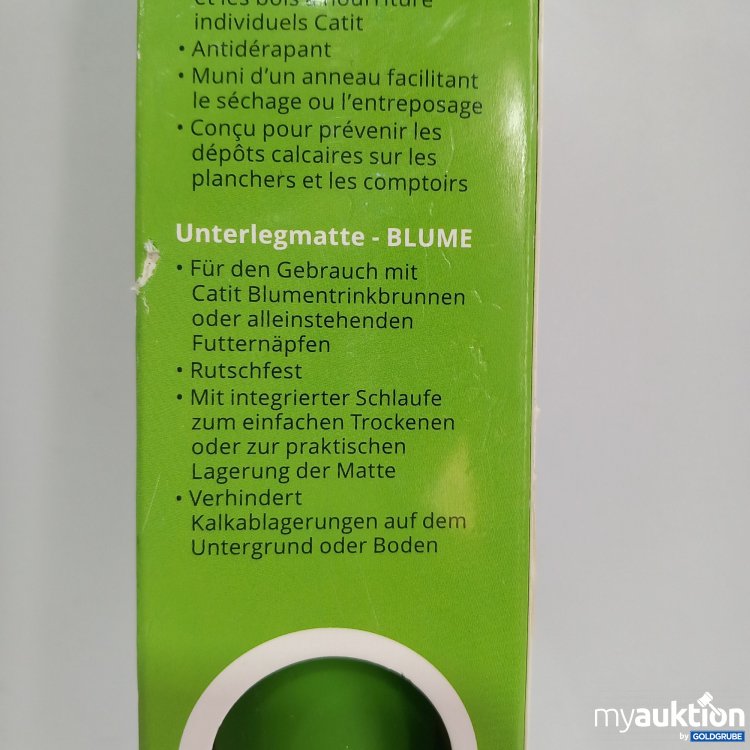 individuels Catit
• Antidérapant
• Muni d'un anneau facilitant
le séchage ou l'entreposage
• Conçu pour prévenir les
dépôts calcaires sur les
planchers et les comptoirs
Unterlegmatte - BLUME
• Für den Gebrauch mit
Catit Blumentrinkbrunnen
oder alleinstehenden
Futternäpfen
• Rutschfest
• Mit integrierter Schlaufe
zum einfachen Trockenen
oder zur praktischen
Lagerung der Matte
• Verhindert
Kalkablagerungen auf dem
Untergrund oder Boden
myauktion
by GOLDGRUBE